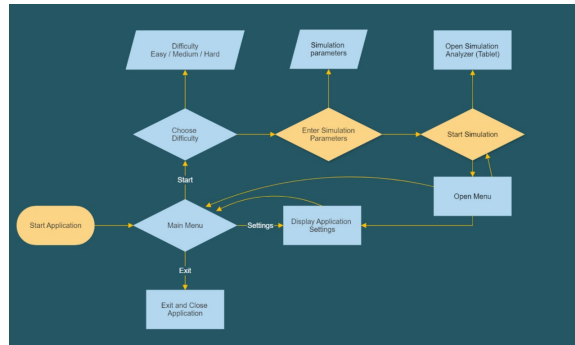 Difficulty
Easy / Medium / Hard
Simulation
parameters
Open Simulation
Analyzer (Tablet)
Choose
Difficulty
Enter Simulation
Parameters
Start Simulation
Start
Open Menu
Start Application
Main Menu
Settings
Display Application
Settings
Exit
Exit and Close
Application